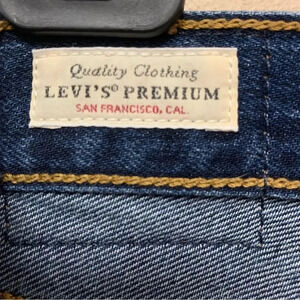 Quality Clothing
LEVI'S® PREMIUM
SAN FRANCISCO, CAL.